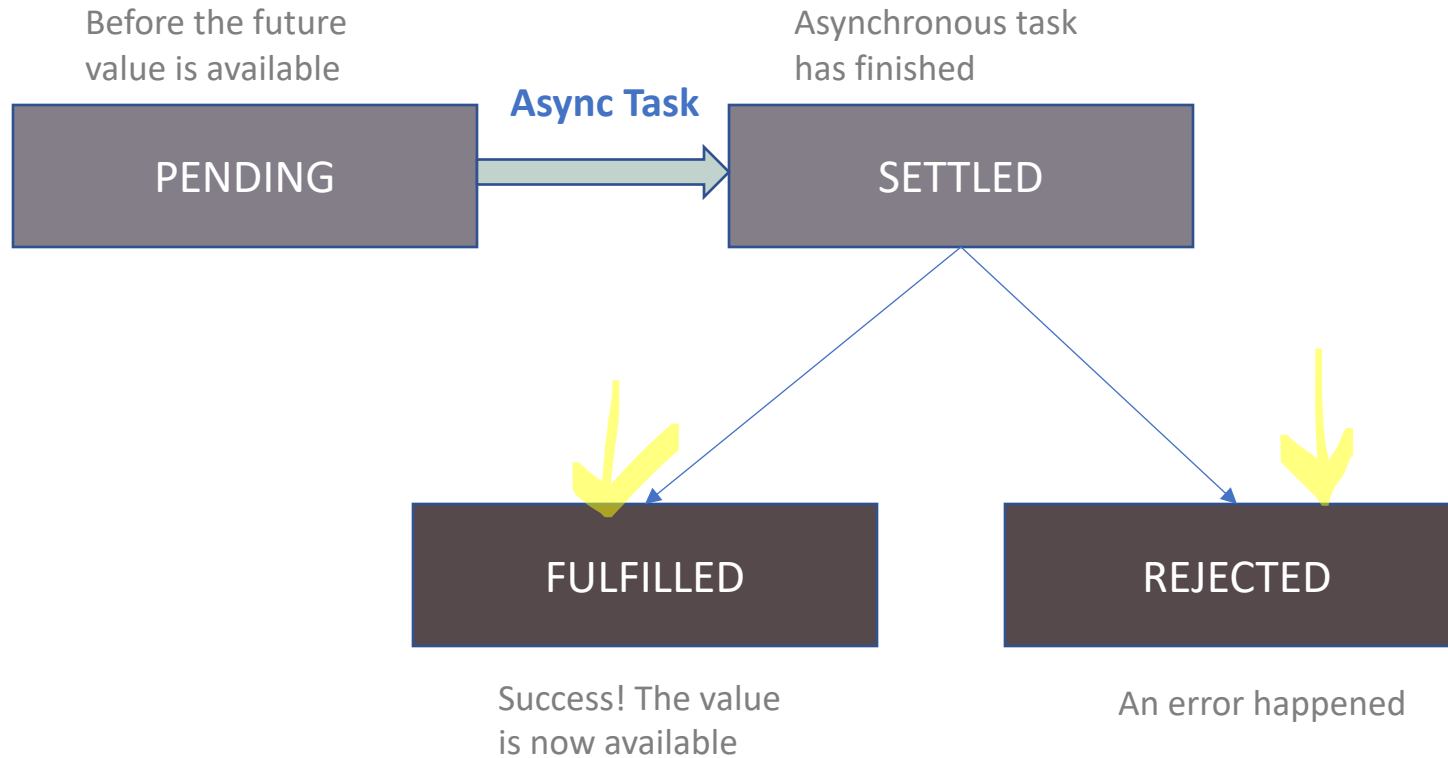 Before the future
value is available
Asynchronous task
has finished
Async Task
PENDING
SETTLED
FULFILLED
REJECTED
Success! The value
is now available
An error happened